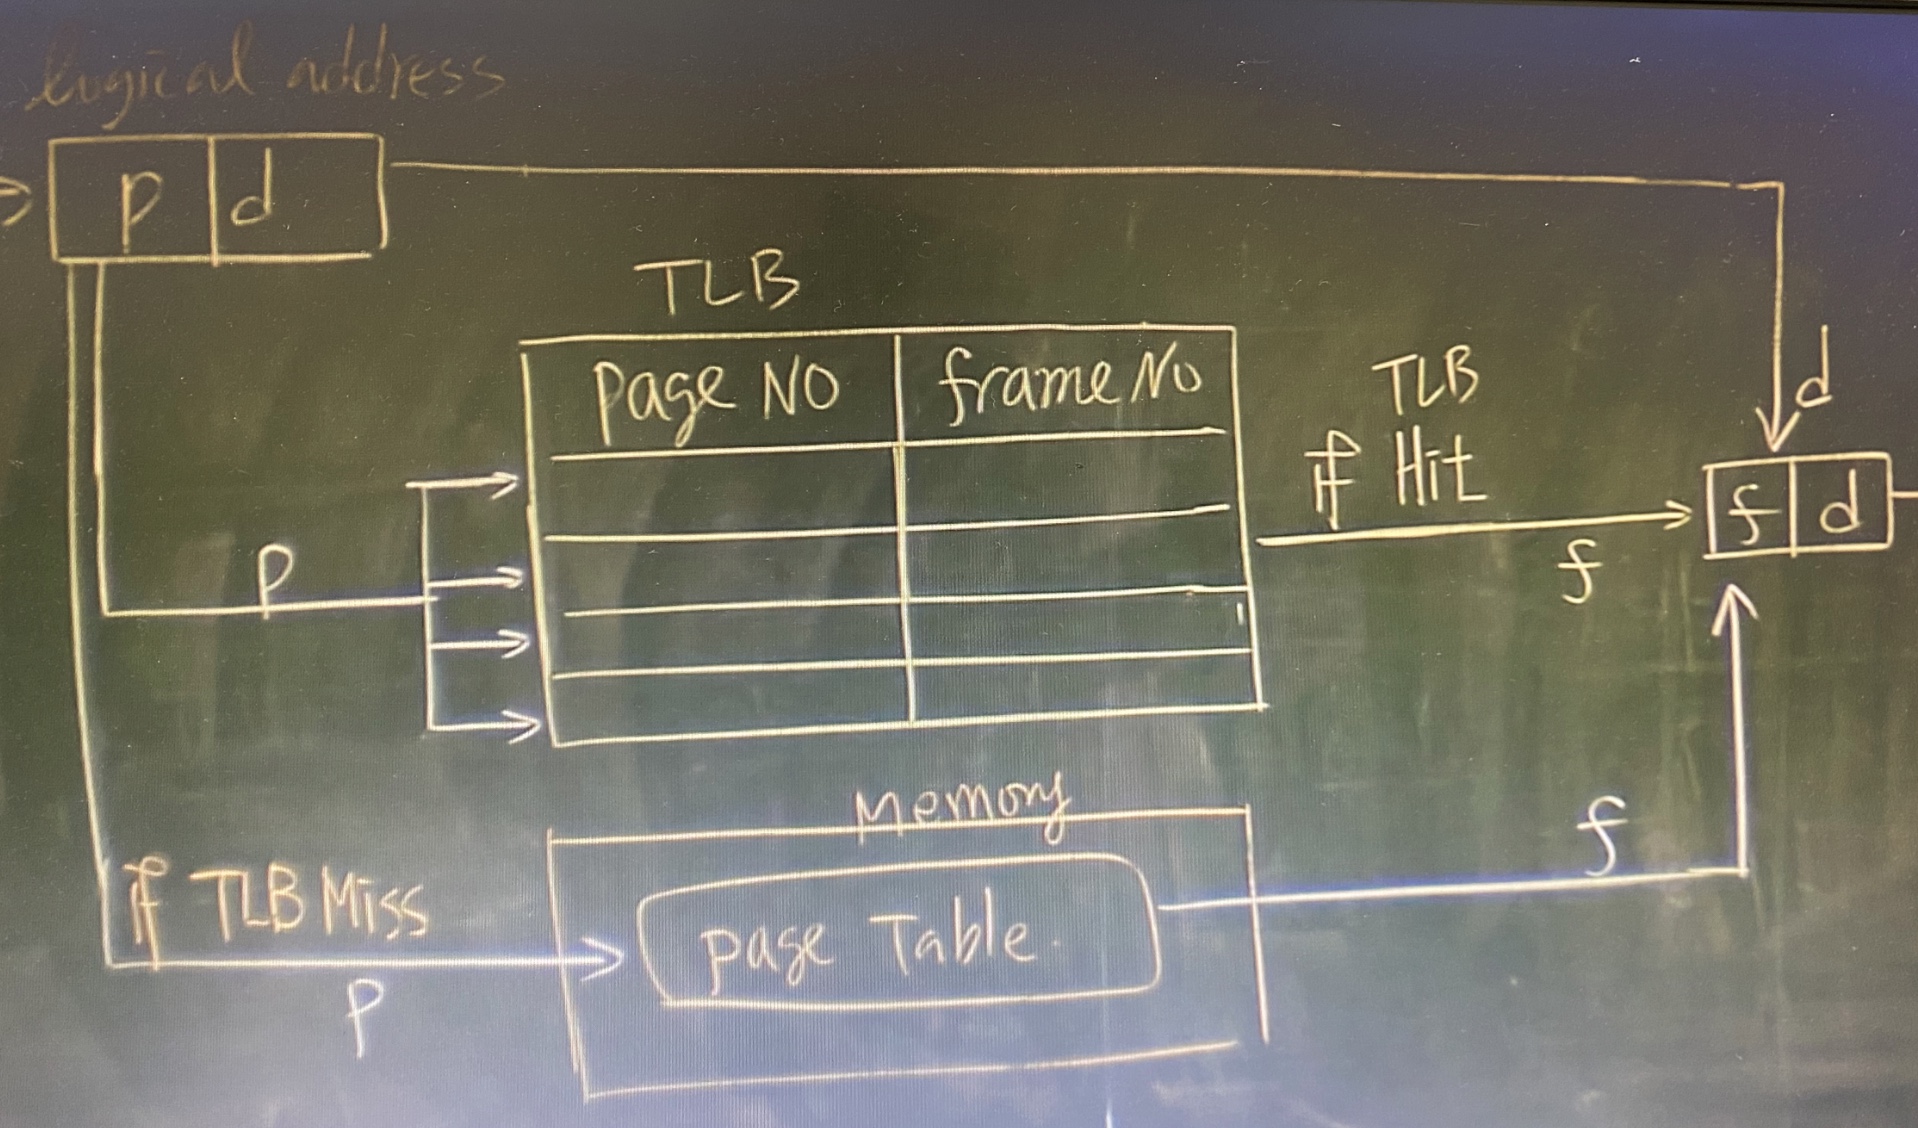 logical address
p d
TLB
page NO frame No
TLB
if Hit
d
f d
p
f
Memory
if TLB Miss
page Table.
f
p